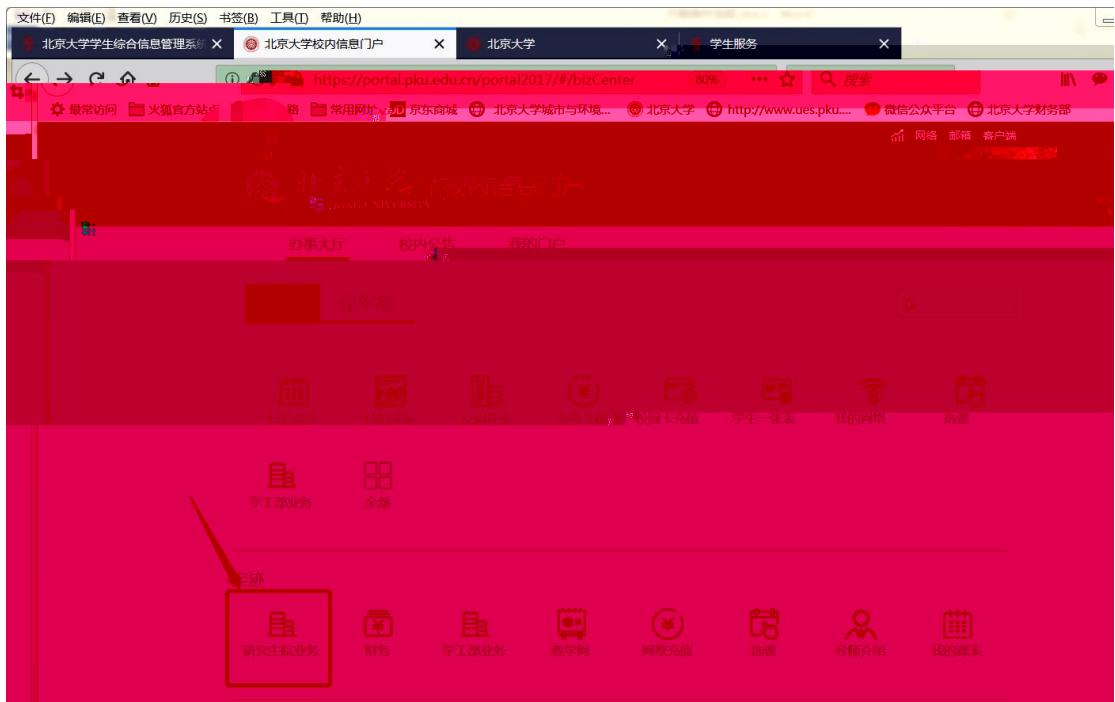 文件(F) 编辑(E) 查看(V) 历史(S) 书签(B) 工具(T) 帮助(H)
北京大学学生综合信息管理系统 北京大学校内信息门户 北京大学 学生服务
https://portal.pku.edu.cn/portal2017/#/bizCenter 80% 搜索
最常访问 火狐官方站点 常用网址 JD 京东商城 北京大学城市与环境... 北京大学 http://www.ues.pku.... 微信公众平台 北京大学财务部
网络 邮箱 客户端
北京大学 校内信息门户
办事大厅 校内公告 我的门户
校园卡充值 学生一张表 我的网络 选课
学工部业务 全部
足迹
研究生院业务 财务 学工部业务 教学网 网费充值 选课 导师介绍 我的课表